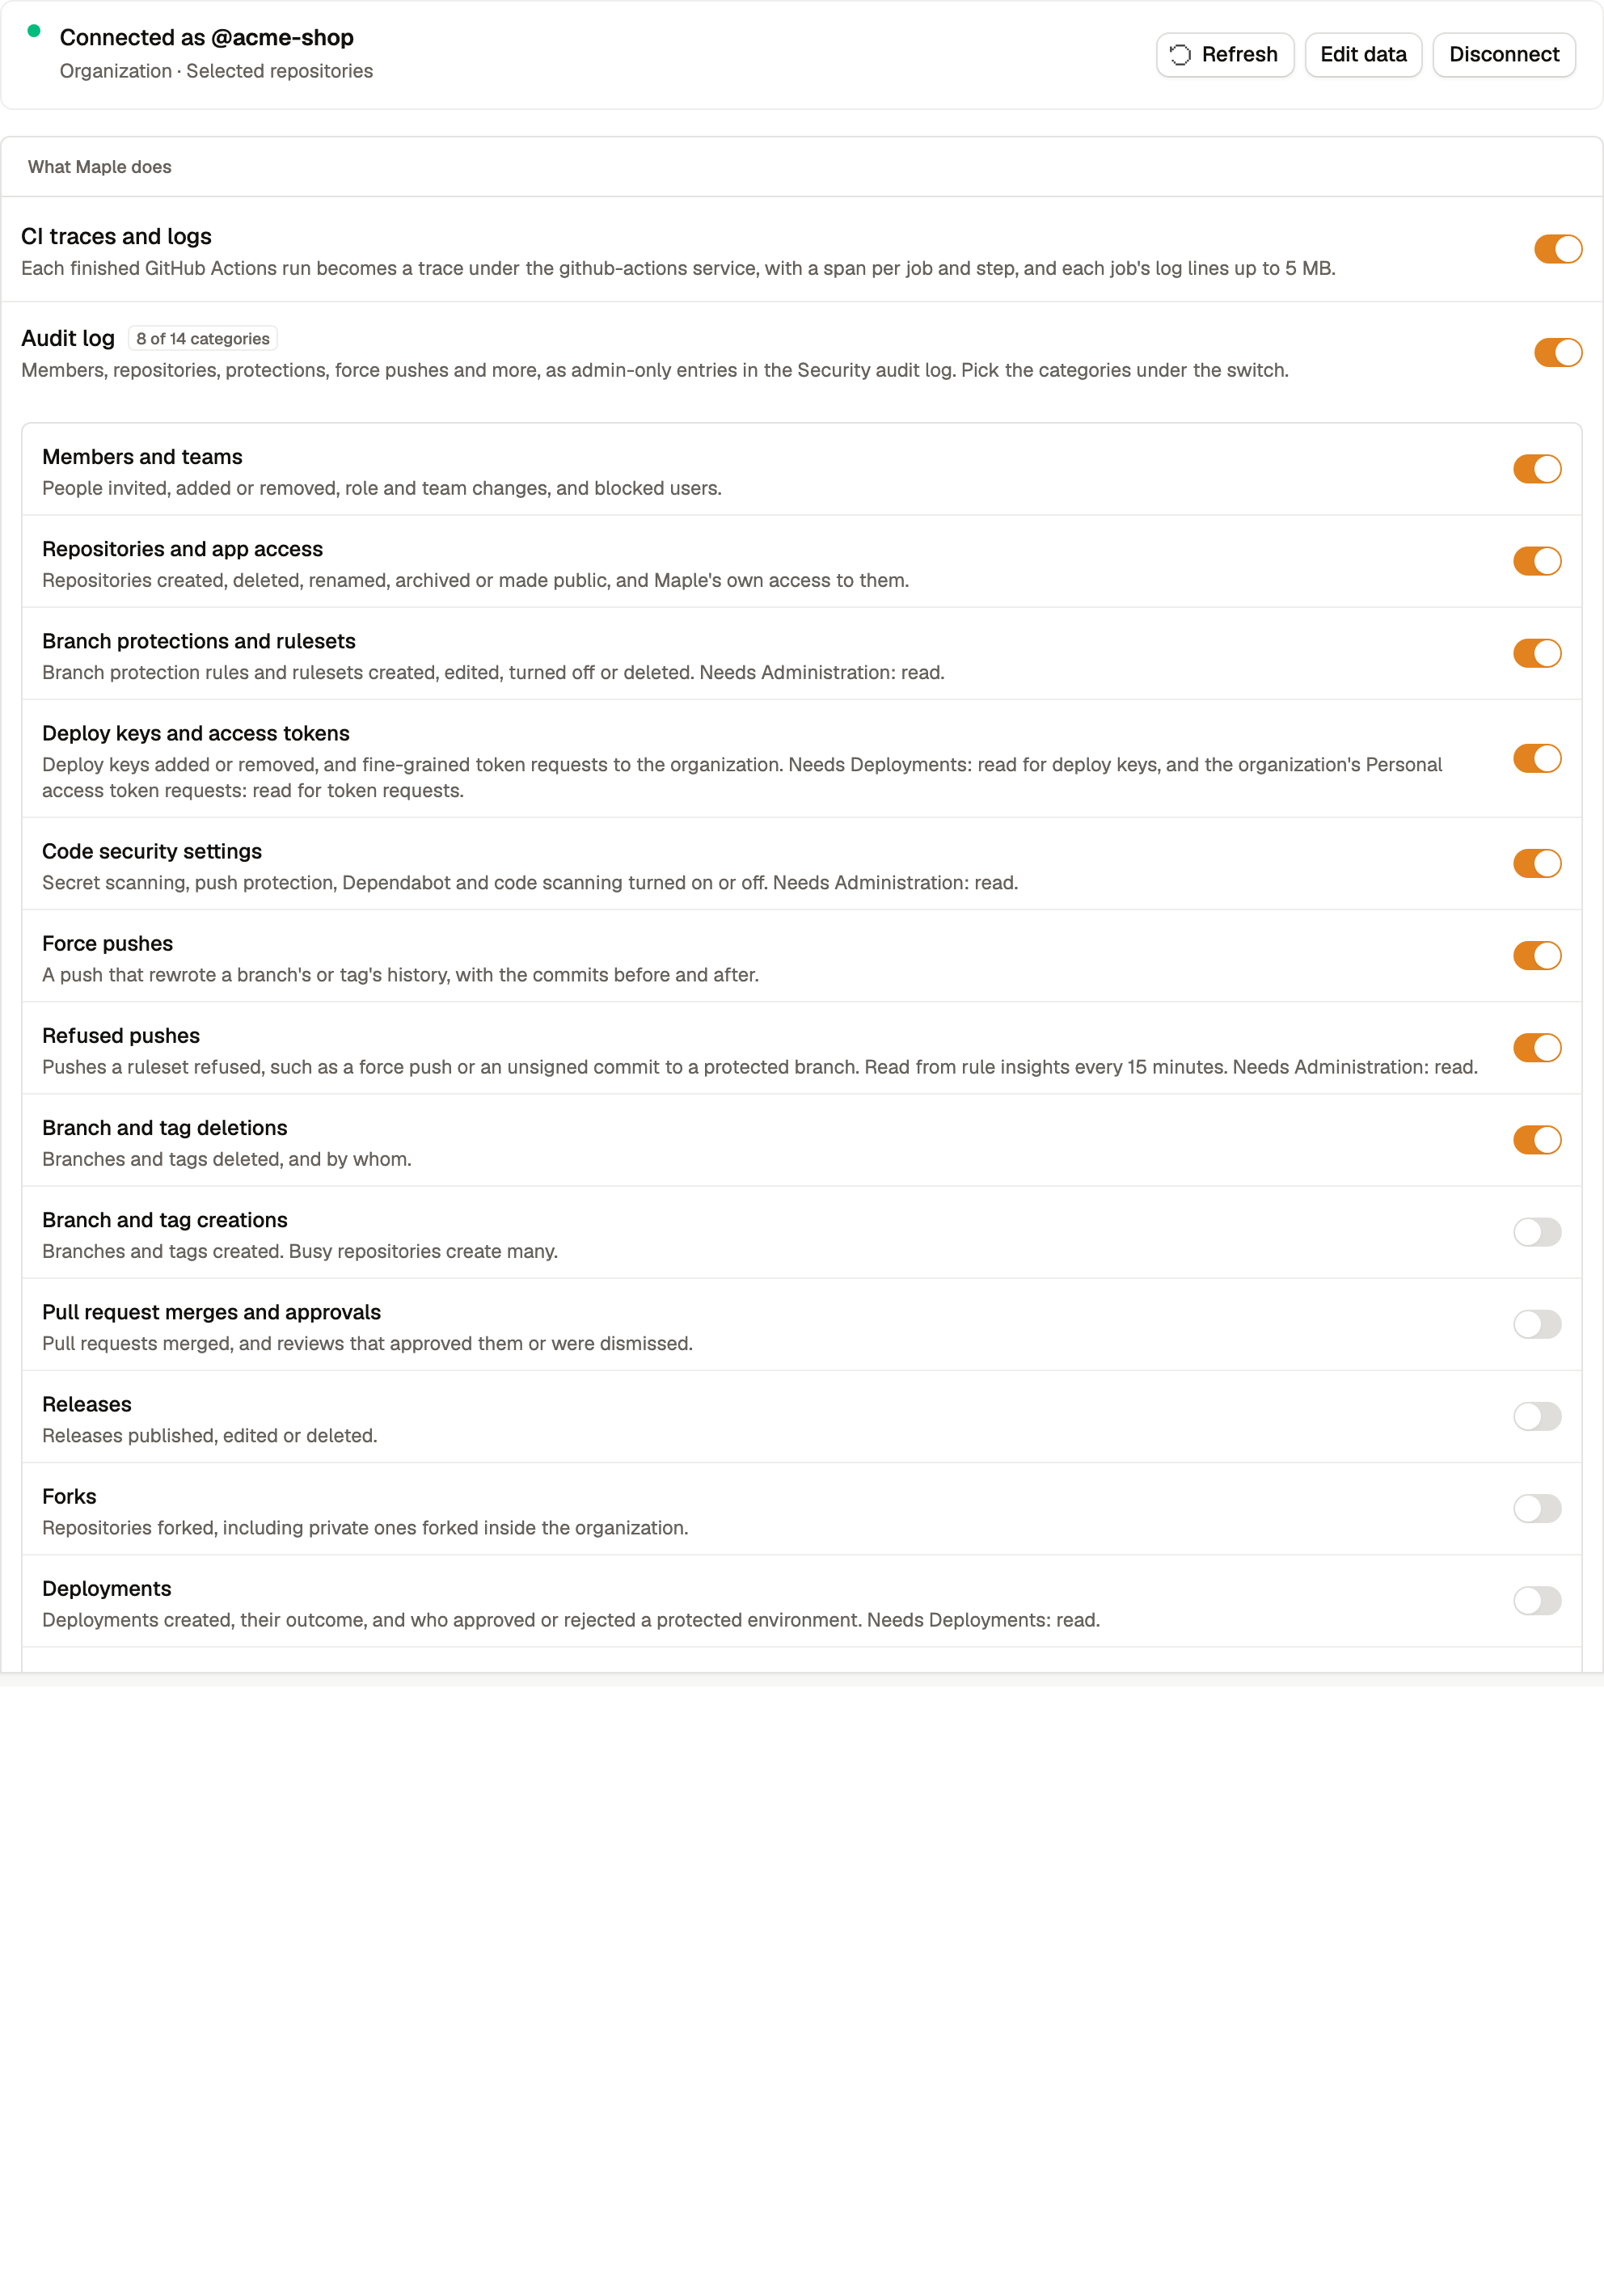 Connected as @acme-shop
Organization · Selected repositories
Refresh
Edit data
Disconnect
What Maple does
CI traces and logs
Each finished GitHub Actions run becomes a trace under the github-actions service, with a span per job and step, and each job's log lines up to 5 MB.
Audit log
8 of 14 categories
Members, repositories, protections, force pushes and more, as admin-only entries in the Security audit log. Pick the categories under the switch.
Members and teams
People invited, added or removed, role and team changes, and blocked users.
Repositories and app access
Repositories created, deleted, renamed, archived or made public, and Maple's own access to them.
Branch protections and rulesets
Branch protection rules and rulesets created, edited, turned off or deleted. Needs Administration: read.
Deploy keys and access tokens
Deploy keys added or removed, and fine-grained token requests to the organization. Needs Deployments: read for deploy keys, and the organization's Personal
access token requests: read for token requests.
Code security settings
Secret scanning, push protection, Dependabot and code scanning turned on or off. Needs Administration: read.
Force pushes
A push that rewrote a branch's or tag's history, with the commits before and after.
Refused pushes
Pushes a ruleset refused, such as a force push or an unsigned commit to a protected branch. Read from rule insights every 15 minutes. Needs Administration: read.
Branch and tag deletions
Branches and tags deleted, and by whom.
Branch and tag creations
Branches and tags created. Busy repositories create many.
Pull request merges and approvals
Pull requests merged, and reviews that approved them or were dismissed.
Releases
Releases published, edited or deleted.
Forks
Repositories forked, including private ones forked inside the organization.
Deployments
Deployments created, their outcome, and who approved or rejected a protected environment. Needs Deployments: read.